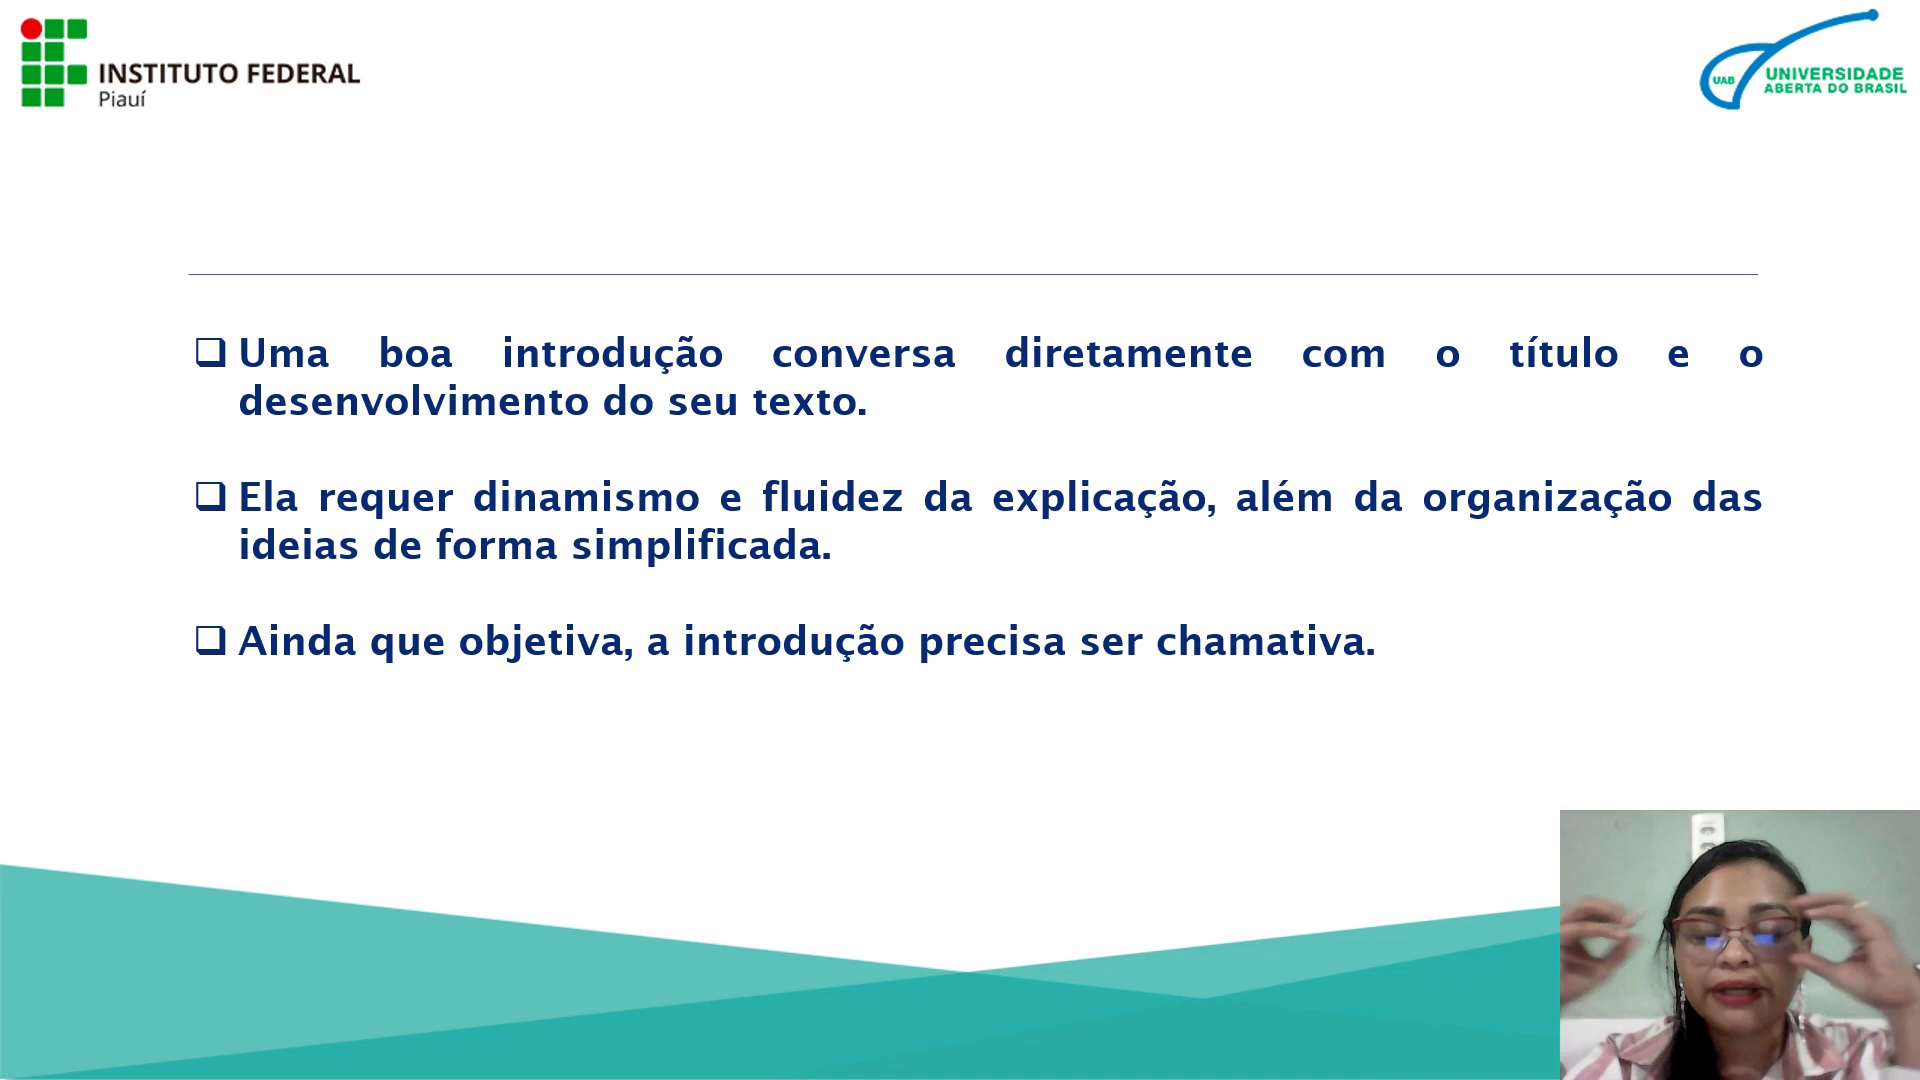 INSTITUTO FEDERAL
Piauí
UAB
UNIVERSIDADE
ABERTA DO BRASIL
Uma boa introdução conversa diretamente com o título e o
desenvolvimento do seu texto.
Ela requer dinamismo e fluidez da explicação, além da organização das
ideias de forma simplificada.
Ainda que objetiva, a introdução precisa ser chamativa.